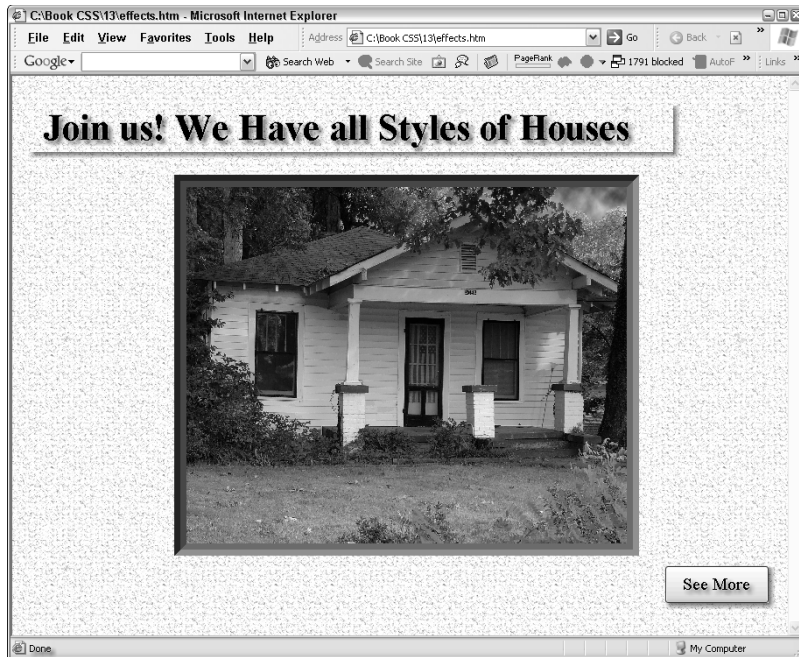 C:\Book CSS\13\effects.htm - Microsoft Internet Explorer
File Edit View Favorites Tools Help Address C:\Book CSS\13\effects.htm Go Back »
Google Search Web Search Site PageRank 1791 blocked AutoF » Links »
Join us! We Have all Styles of Houses
See More
Done My Computer